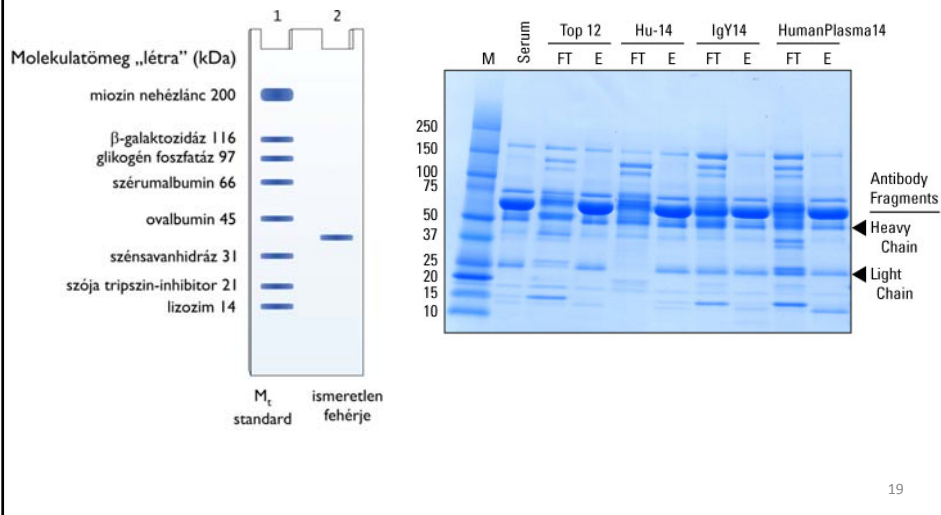 1 2
Molekulatömeg „létra” (kDa)
miozin nehézlánc 200
β-galaktozidáz 116
glikogén foszfatáz 97
szérumalbumin 66
ovalbumin 45
szénsavanhidráz 31
szója tripszin-inhibitor 21
lizozim 14
Mt
standard
ismeretlen
fehérje
Top 12 Hu-14 IgY14 HumanPlasma14
M Serum FT E FT E FT E FT E
250
150
100
75
50
37
25
20
15
10
Antibody
Fragments
Heavy
Chain
Light
Chain
19